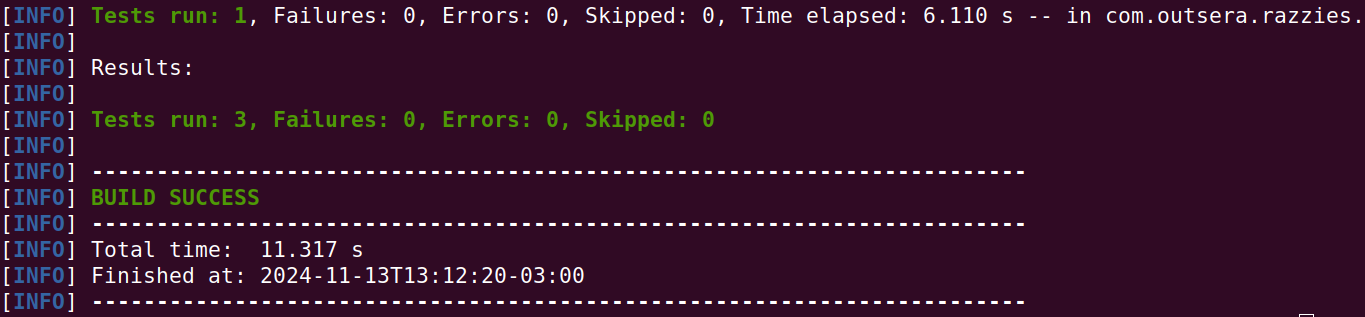 [INFO] Tests run: 1, Failures: 0, Errors: 0, Skipped: 0, Time elapsed: 6.110 s -- in com.outsera.razzies.
[INFO]
[INFO] Results:
[INFO]
[INFO] Tests run: 3, Failures: 0, Errors: 0, Skipped: 0
[INFO]
[INFO] ------------------------------------------------------------------------
[INFO] BUILD SUCCESS
[INFO] ------------------------------------------------------------------------
[INFO] Total time:  11.317 s
[INFO] Finished at: 2024-11-13T13:12:20-03:00
[INFO] ------------------------------------------------------------------------